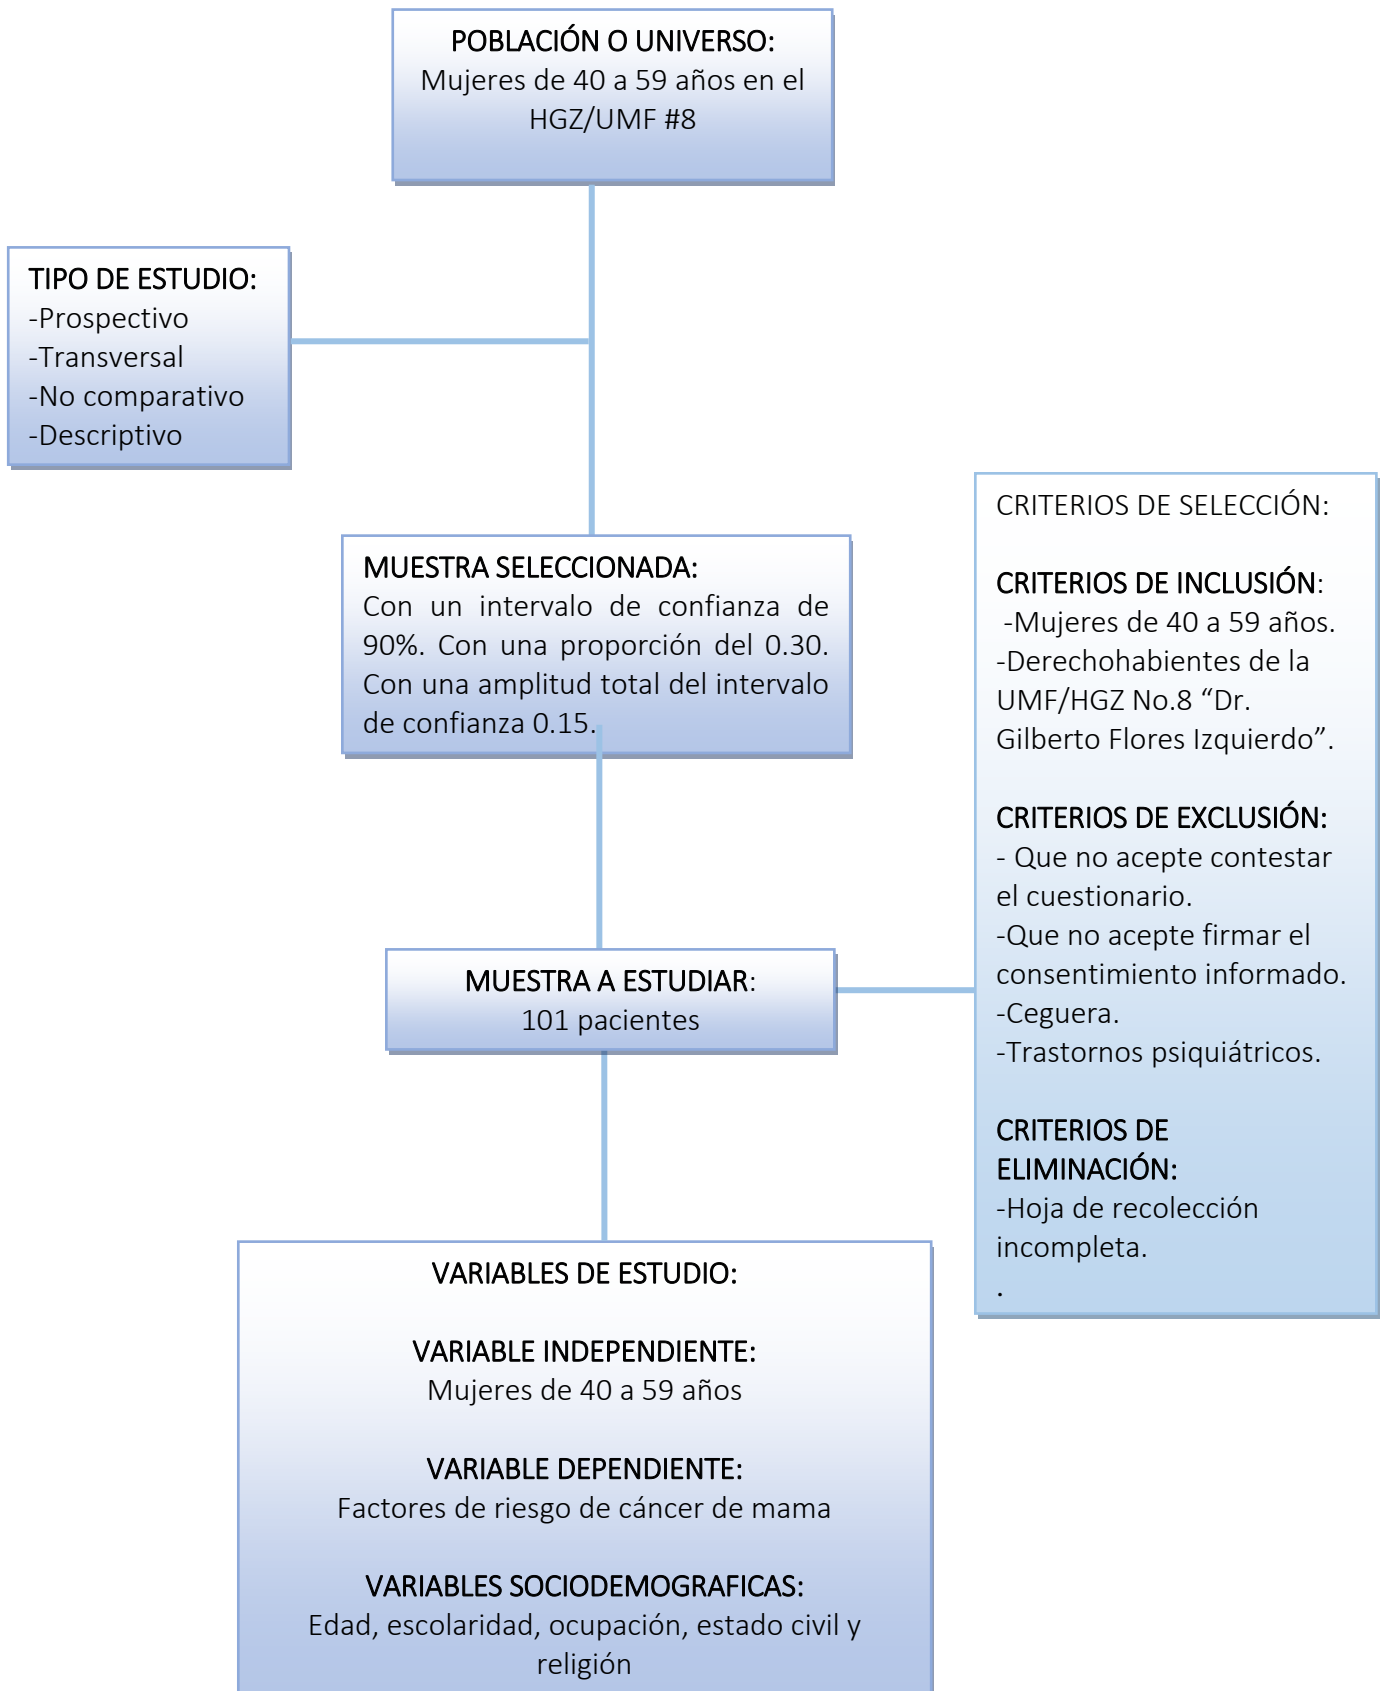 POBLACIÓN O UNIVERSO:
Mujeres de 40 a 59 años en el
HGZ/UMF #8
TIPO DE ESTUDIO:
-Prospectivo
-Transversal
-No comparativo
-Descriptivo
MUESTRA SELECCIONADA:
Con un intervalo de confianza de
90%. Con una proporción del 0.30.
Con una amplitud total del intervalo
de confianza 0.15.
CRITERIOS DE SELECCIÓN:
CRITERIOS DE INCLUSIÓN:
-Mujeres de 40 a 59 años.
-Derechohabientes de la
UMF/HGZ No.8 “Dr.
Gilberto Flores Izquierdo”.
CRITERIOS DE EXCLUSIÓN:
- Que no acepte contestar
el cuestionario.
-Que no acepte firmar el
consentimiento informado.
-Ceguera.
-Trastornos psiquiátricos.
CRITERIOS DE
ELIMINACIÓN:
-Hoja de recolección
incompleta.
.
MUESTRA A ESTUDIAR:
101 pacientes
VARIABLES DE ESTUDIO:
VARIABLE INDEPENDIENTE:
Mujeres de 40 a 59 años
VARIABLE DEPENDIENTE:
Factores de riesgo de cáncer de mama
VARIABLES SOCIODEMOGRAFICAS:
Edad, escolaridad, ocupación, estado civil y
religión